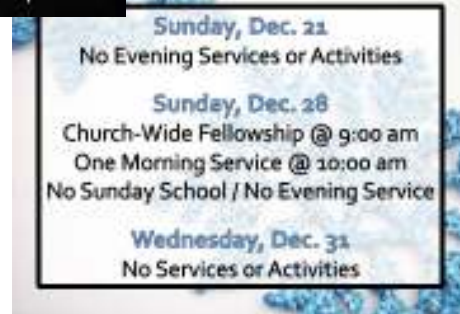 Sunday, Dec. 21
No Evening Services or Activities
Sunday, Dec. 28
Church-Wide Fellowship @ 9:00 am
One Morning Service @ 10:00 am
No Sunday School / No Evening Service
Wednesday, Dec. 31
No Services or Activities